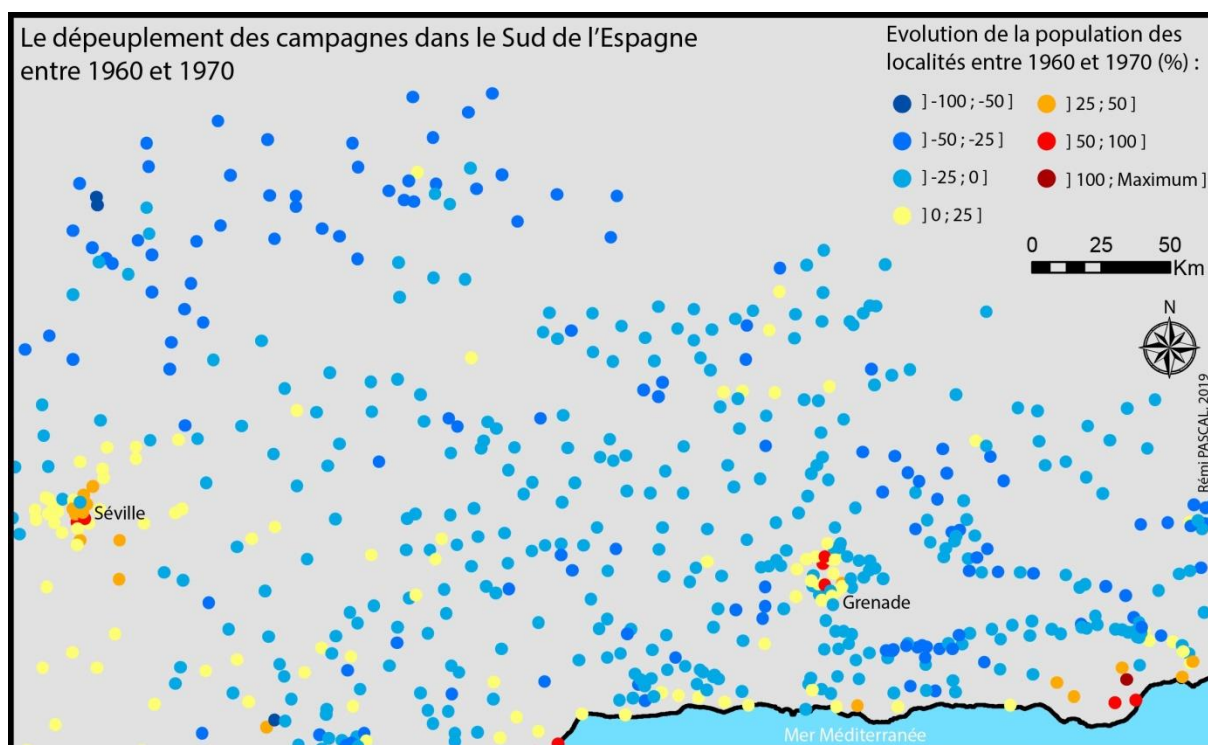 Le dépeuplement des campagnes dans le Sud de l'Espagne
entre 1960 et 1970
Evolution de la population des
localités entre 1960 et 1970 (%) :
] -100 ; -50 ]
] -50 ; -25 ]
] -25 ; 0 ]
] 0 ; 25 ]
] 25 ; 50 ]
] 50 ; 100 ]
] 100 ; Maximum ]
0 25 50
Km
N
Rémi PASCAL, 2019
Séville
Grenade
Mer Méditerranée